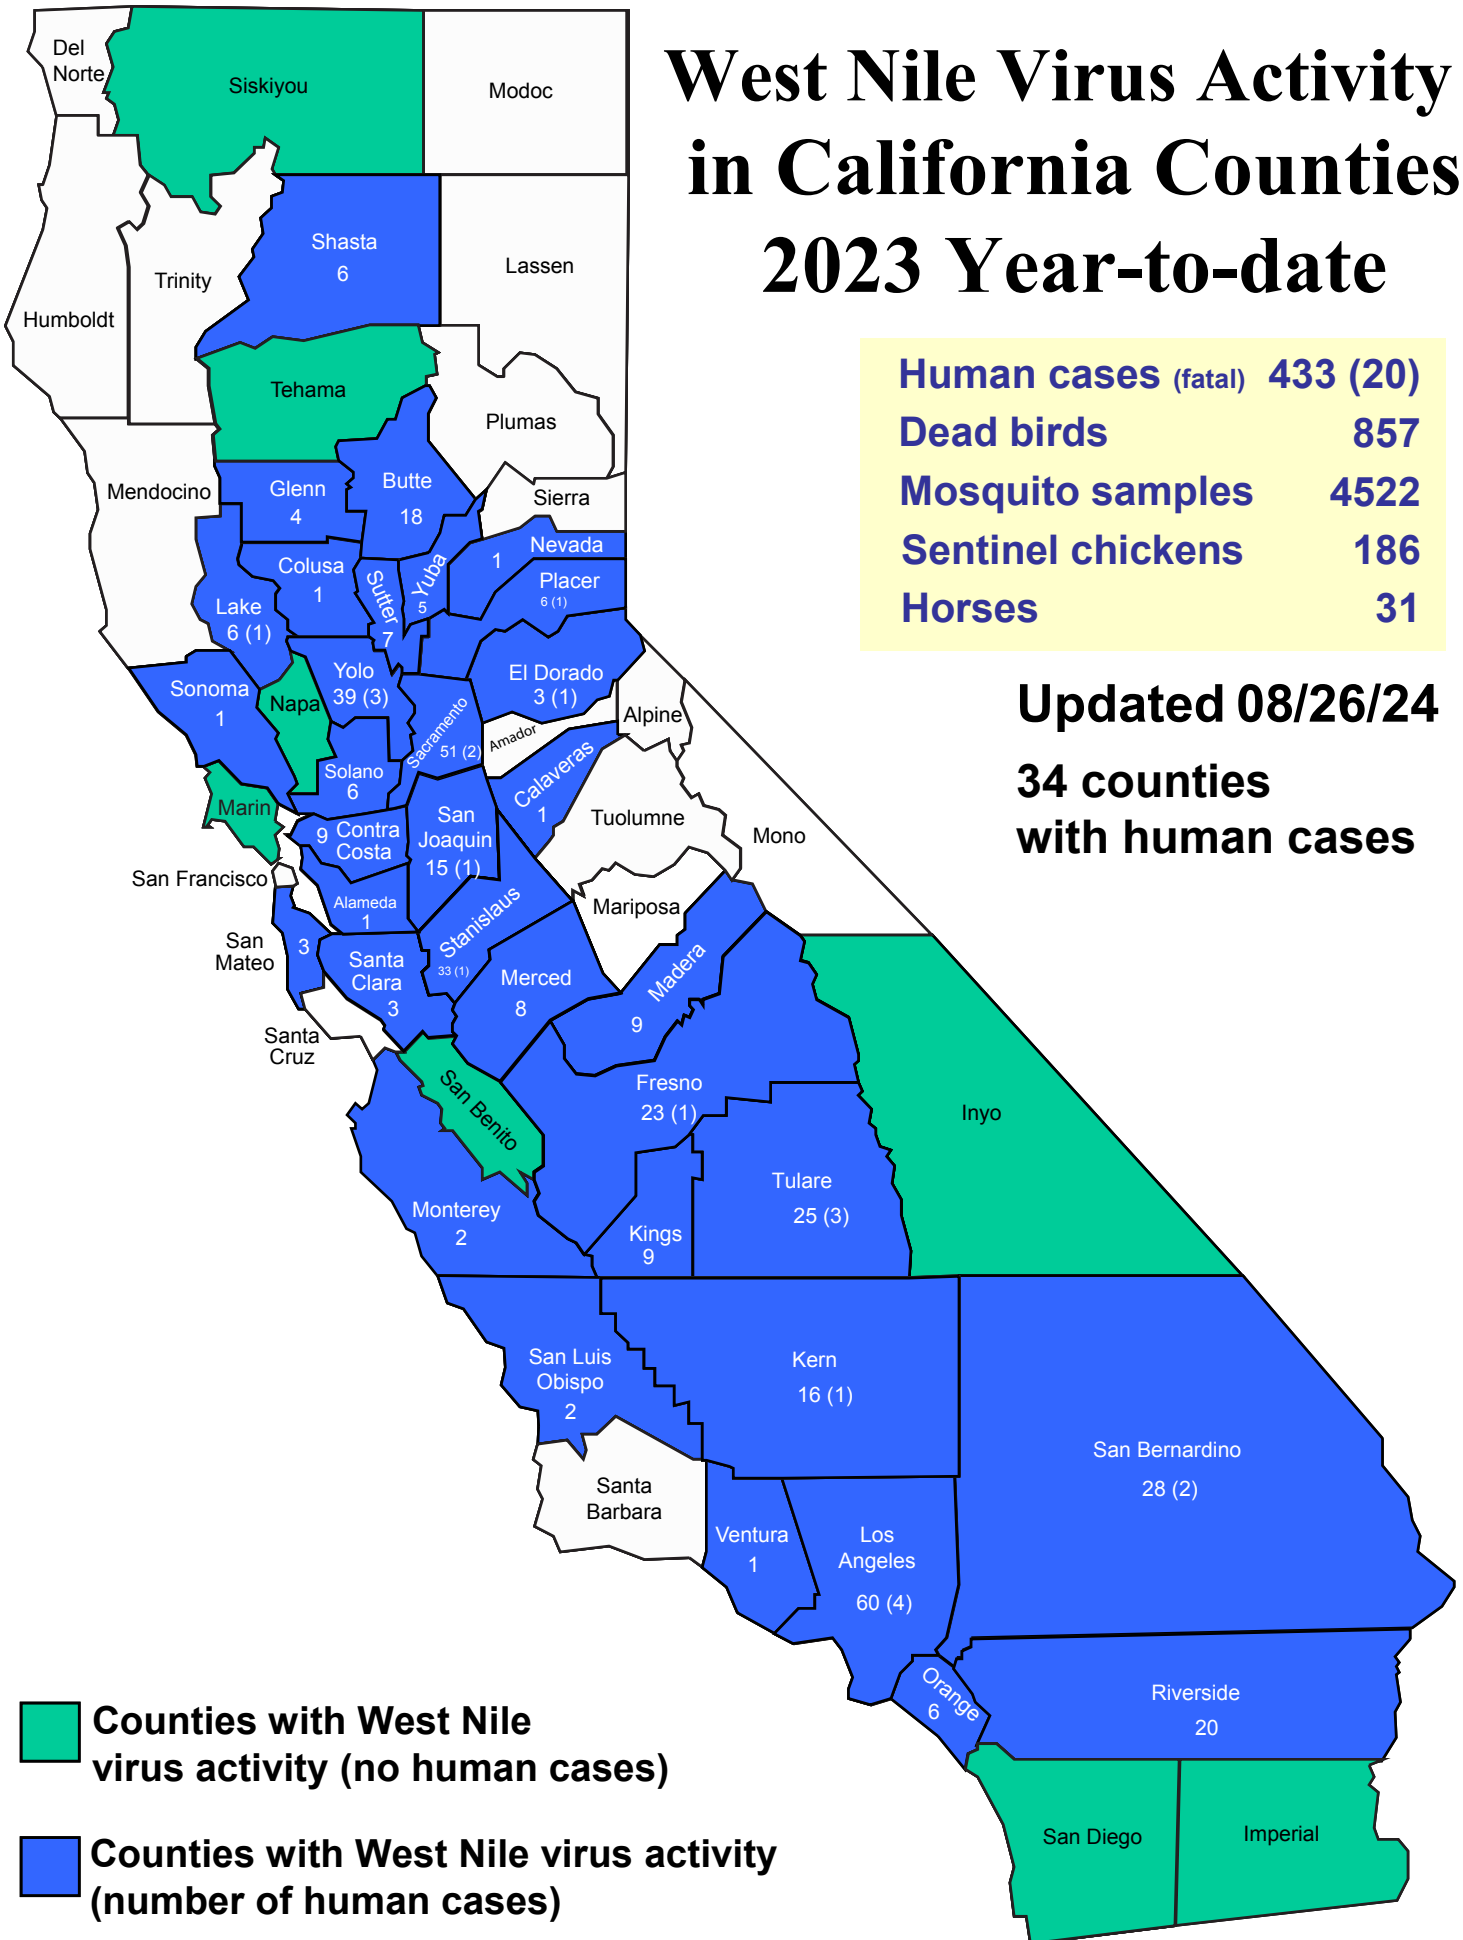 West Nile Virus Activity
in California Counties
2023 Year-to-date
Human cases (fatal) 433 (20)
Dead birds 857
Mosquito samples 4522
Sentinel chickens 186
Horses 31
Updated 08/26/24
34 counties
with human cases
Del
Norte
Siskiyou
Modoc
Shasta
6
Lassen
Trinity
Humboldt
Tehama
Plumas
Mendocino
Glenn
4
Butte
18
Sierra
Colusa
1
Sutter
7
Yuba
5
Nevada
1
Placer
6 (1)
Lake
6 (1)
Yolo
39 (3)
El Dorado
3 (1)
Sonoma
1
Napa
Sacramento
51 (2)
Amador
Alpine
Solano
6
Calaveras
1
Marin
9 Contra
Costa
San
Joaquin
15 (1)
Tuolumne
Mono
San Francisco
Alameda
1
Stanislaus
33 (1)
Mariposa
San
Mateo
3
Santa
Clara
3
Merced
8
Madera
9
Santa
Cruz
San Benito
Fresno
23 (1)
Inyo
Monterey
2
Kings
9
Tulare
25 (3)
San Luis
Obispo
2
Kern
16 (1)
San Bernardino
28 (2)
Santa
Barbara
Ventura
1
Los
Angeles
60 (4)
Orange
6
Riverside
20
San Diego
Imperial
Counties with West Nile
virus activity (no human cases)
Counties with West Nile virus activity
(number of human cases)